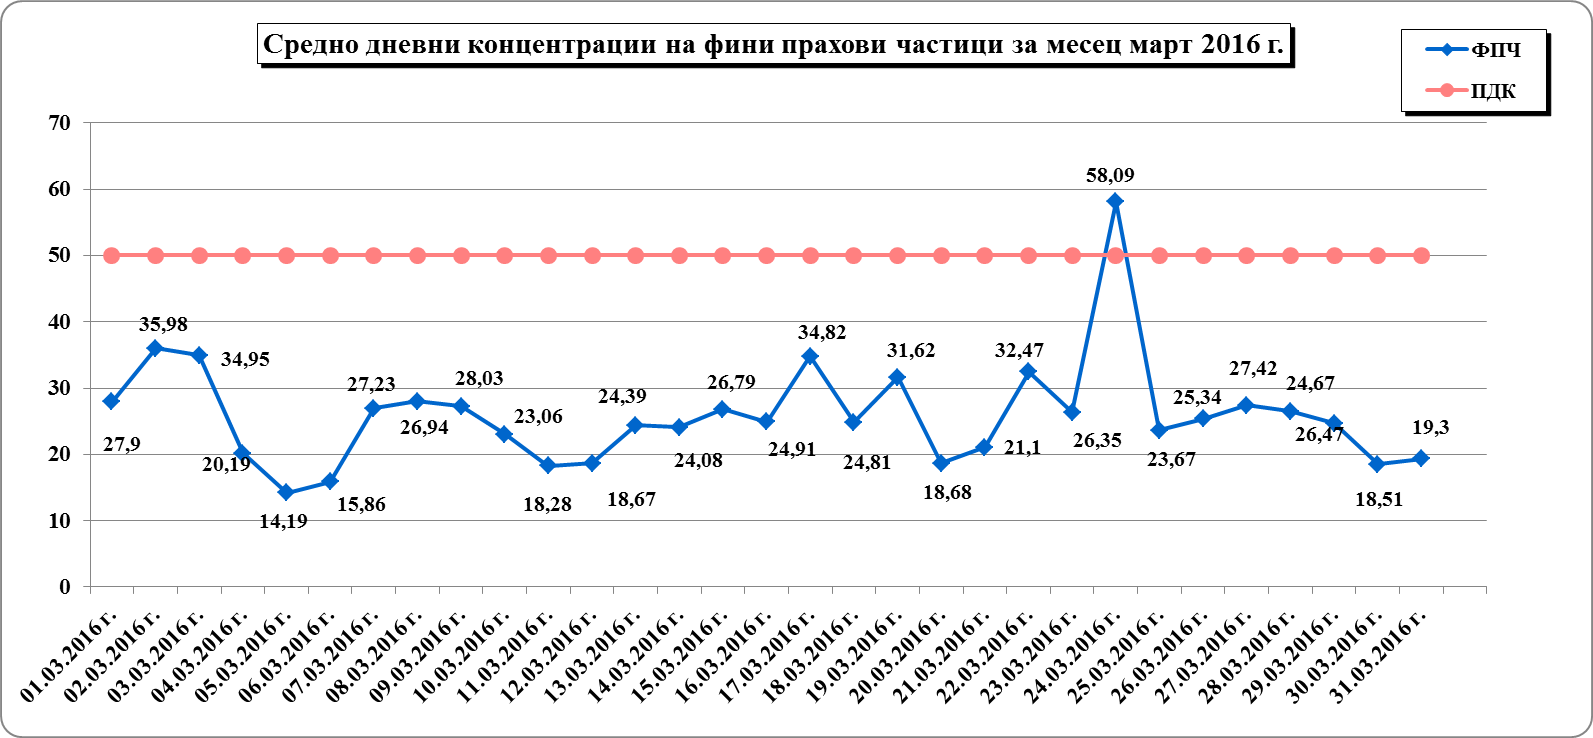 Средно дневни концентрации на фини прахови частици за месец март 2016 г.
ФПЧ
ПДК
70
60
50
40
30
20
10
0
27,9
35,98
34,95
20,19
14,19
15,86
27,23
26,94
28,03
23,06
18,28
18,67
24,39
24,08
26,79
24,91
34,82
24,81
31,62
18,68
21,1
32,47
26,35
58,09
23,67
25,34
27,42
24,67
26,47
18,51
19,3
01.03.2016 г.
02.03.2016 г.
03.03.2016 г.
04.03.2016 г.
05.03.2016 г.
06.03.2016 г.
07.03.2016 г.
08.03.2016 г.
09.03.2016 г.
10.03.2016 г.
11.03.2016 г.
12.03.2016 г.
13.03.2016 г.
14.03.2016 г.
15.03.2016 г.
16.03.2016 г.
17.03.2016 г.
18.03.2016 г.
19.03.2016 г.
20.03.2016 г.
21.03.2016 г.
22.03.2016 г.
23.03.2016 г.
24.03.2016 г.
25.03.2016 г.
26.03.2016 г.
27.03.2016 г.
28.03.2016 г.
29.03.2016 г.
30.03.2016 г.
31.03.2016 г.